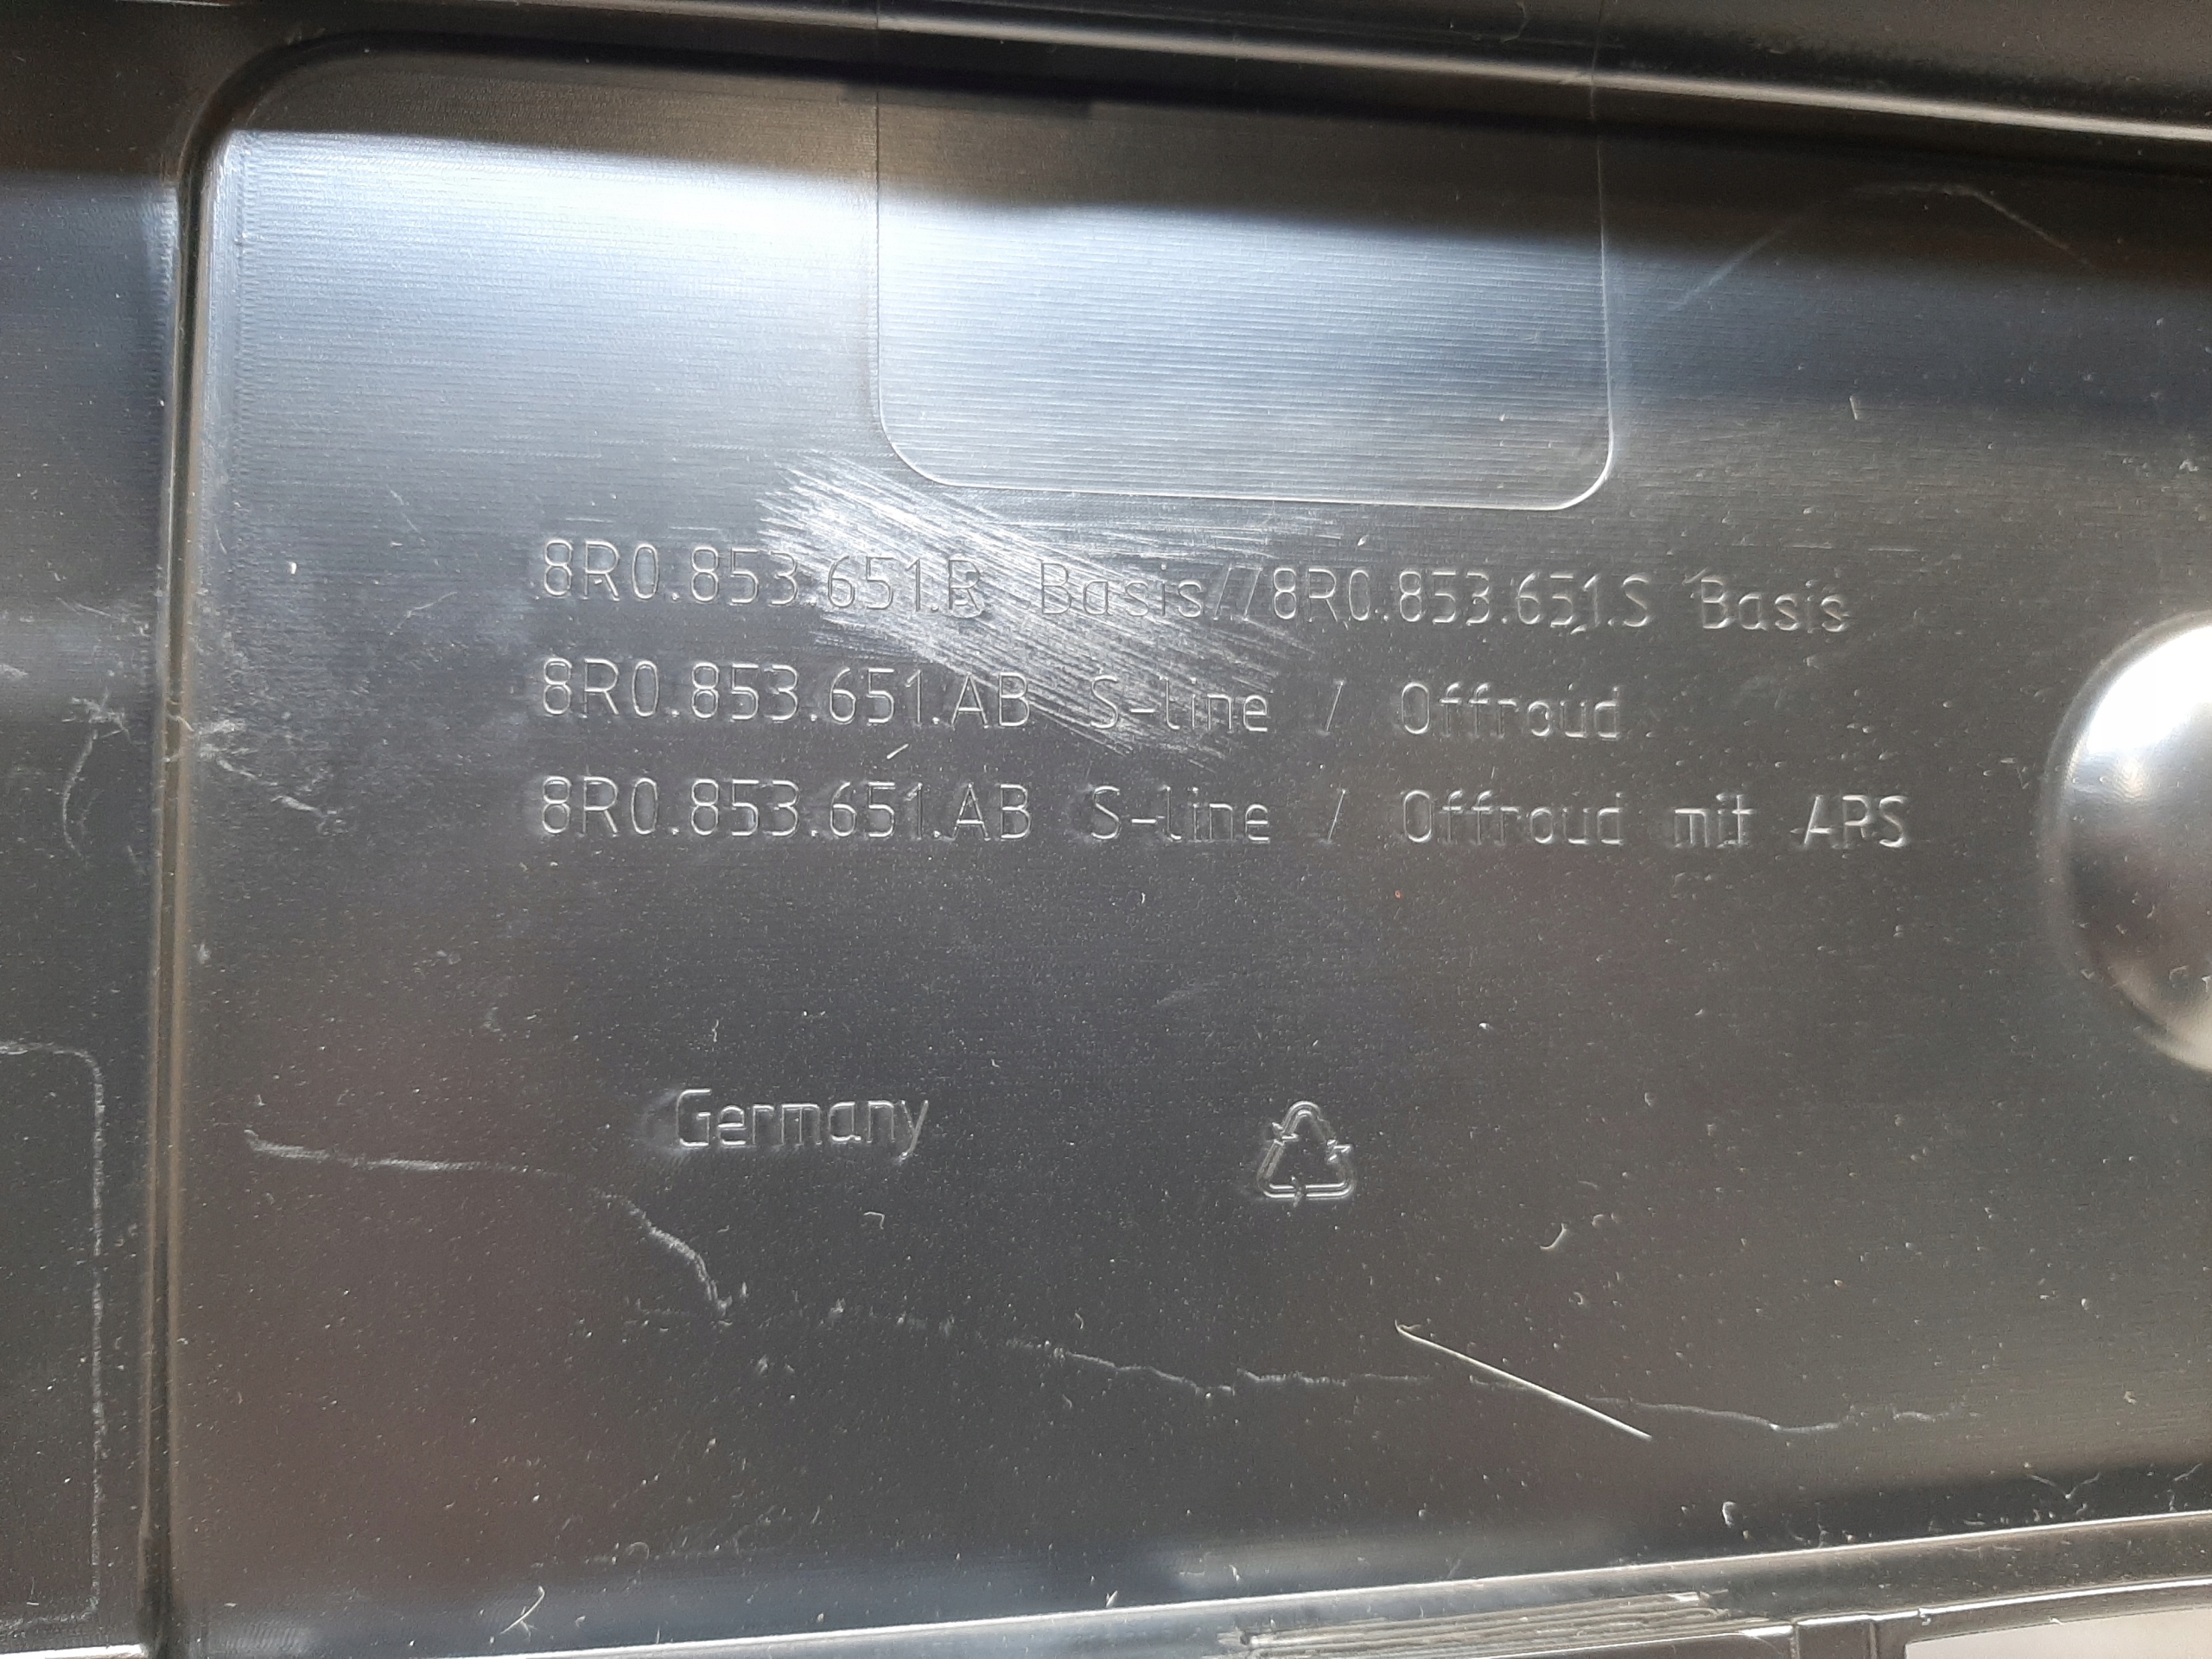 8R0.853.651.R Basis//8R0.853.651.S Basis
8R0.853.651.AB S-line / Offroad
8R0.853.651.AB S-line / Offroad mit APS
Germany